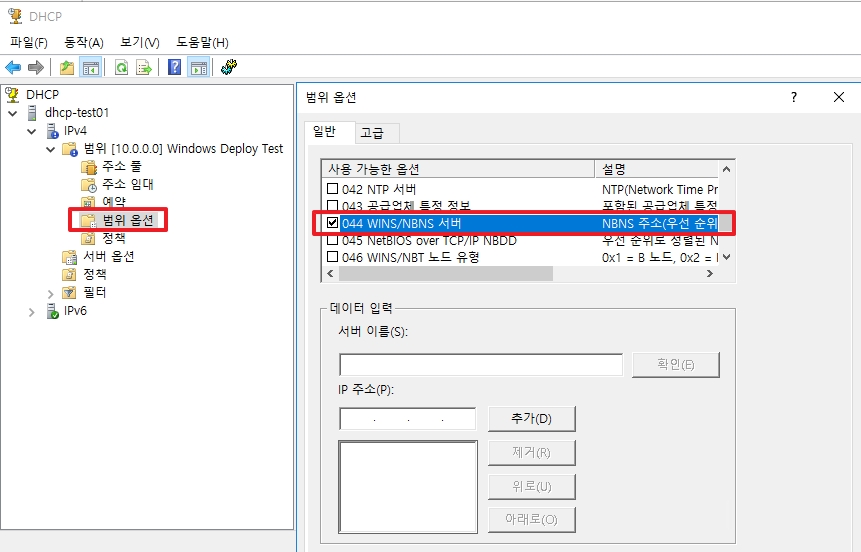 DHCP
파일(F) 동작(A) 보기(V) 도움말(H)
DHCP
dhcp-test01
IPv4
범위 [10.0.0.0] Windows Deploy Test
주소 풀
주소 임대
예약
범위 옵션
정책
서버 옵션
정책
필터
IPv6
범위 옵션
일반 고급
사용 가능한 옵션 설명
042 NTP 서버 NTP(Network Time Pr
043 공급업체 특정 정보 포함된 공급업체 특정
044 WINS/NBNS 서버 NBNS 주소(우선 순위
045 NetBIOS over TCP/IP NBDD 우선 순위로 정렬된 N
046 WINS/NBT 노드 유형 0x1 = B 노드, 0x2 =
데이터 입력
서버 이름(S):
확인(E)
IP 주소(P):
추가(D)
제거(R)
위로(U)
아래로(O)